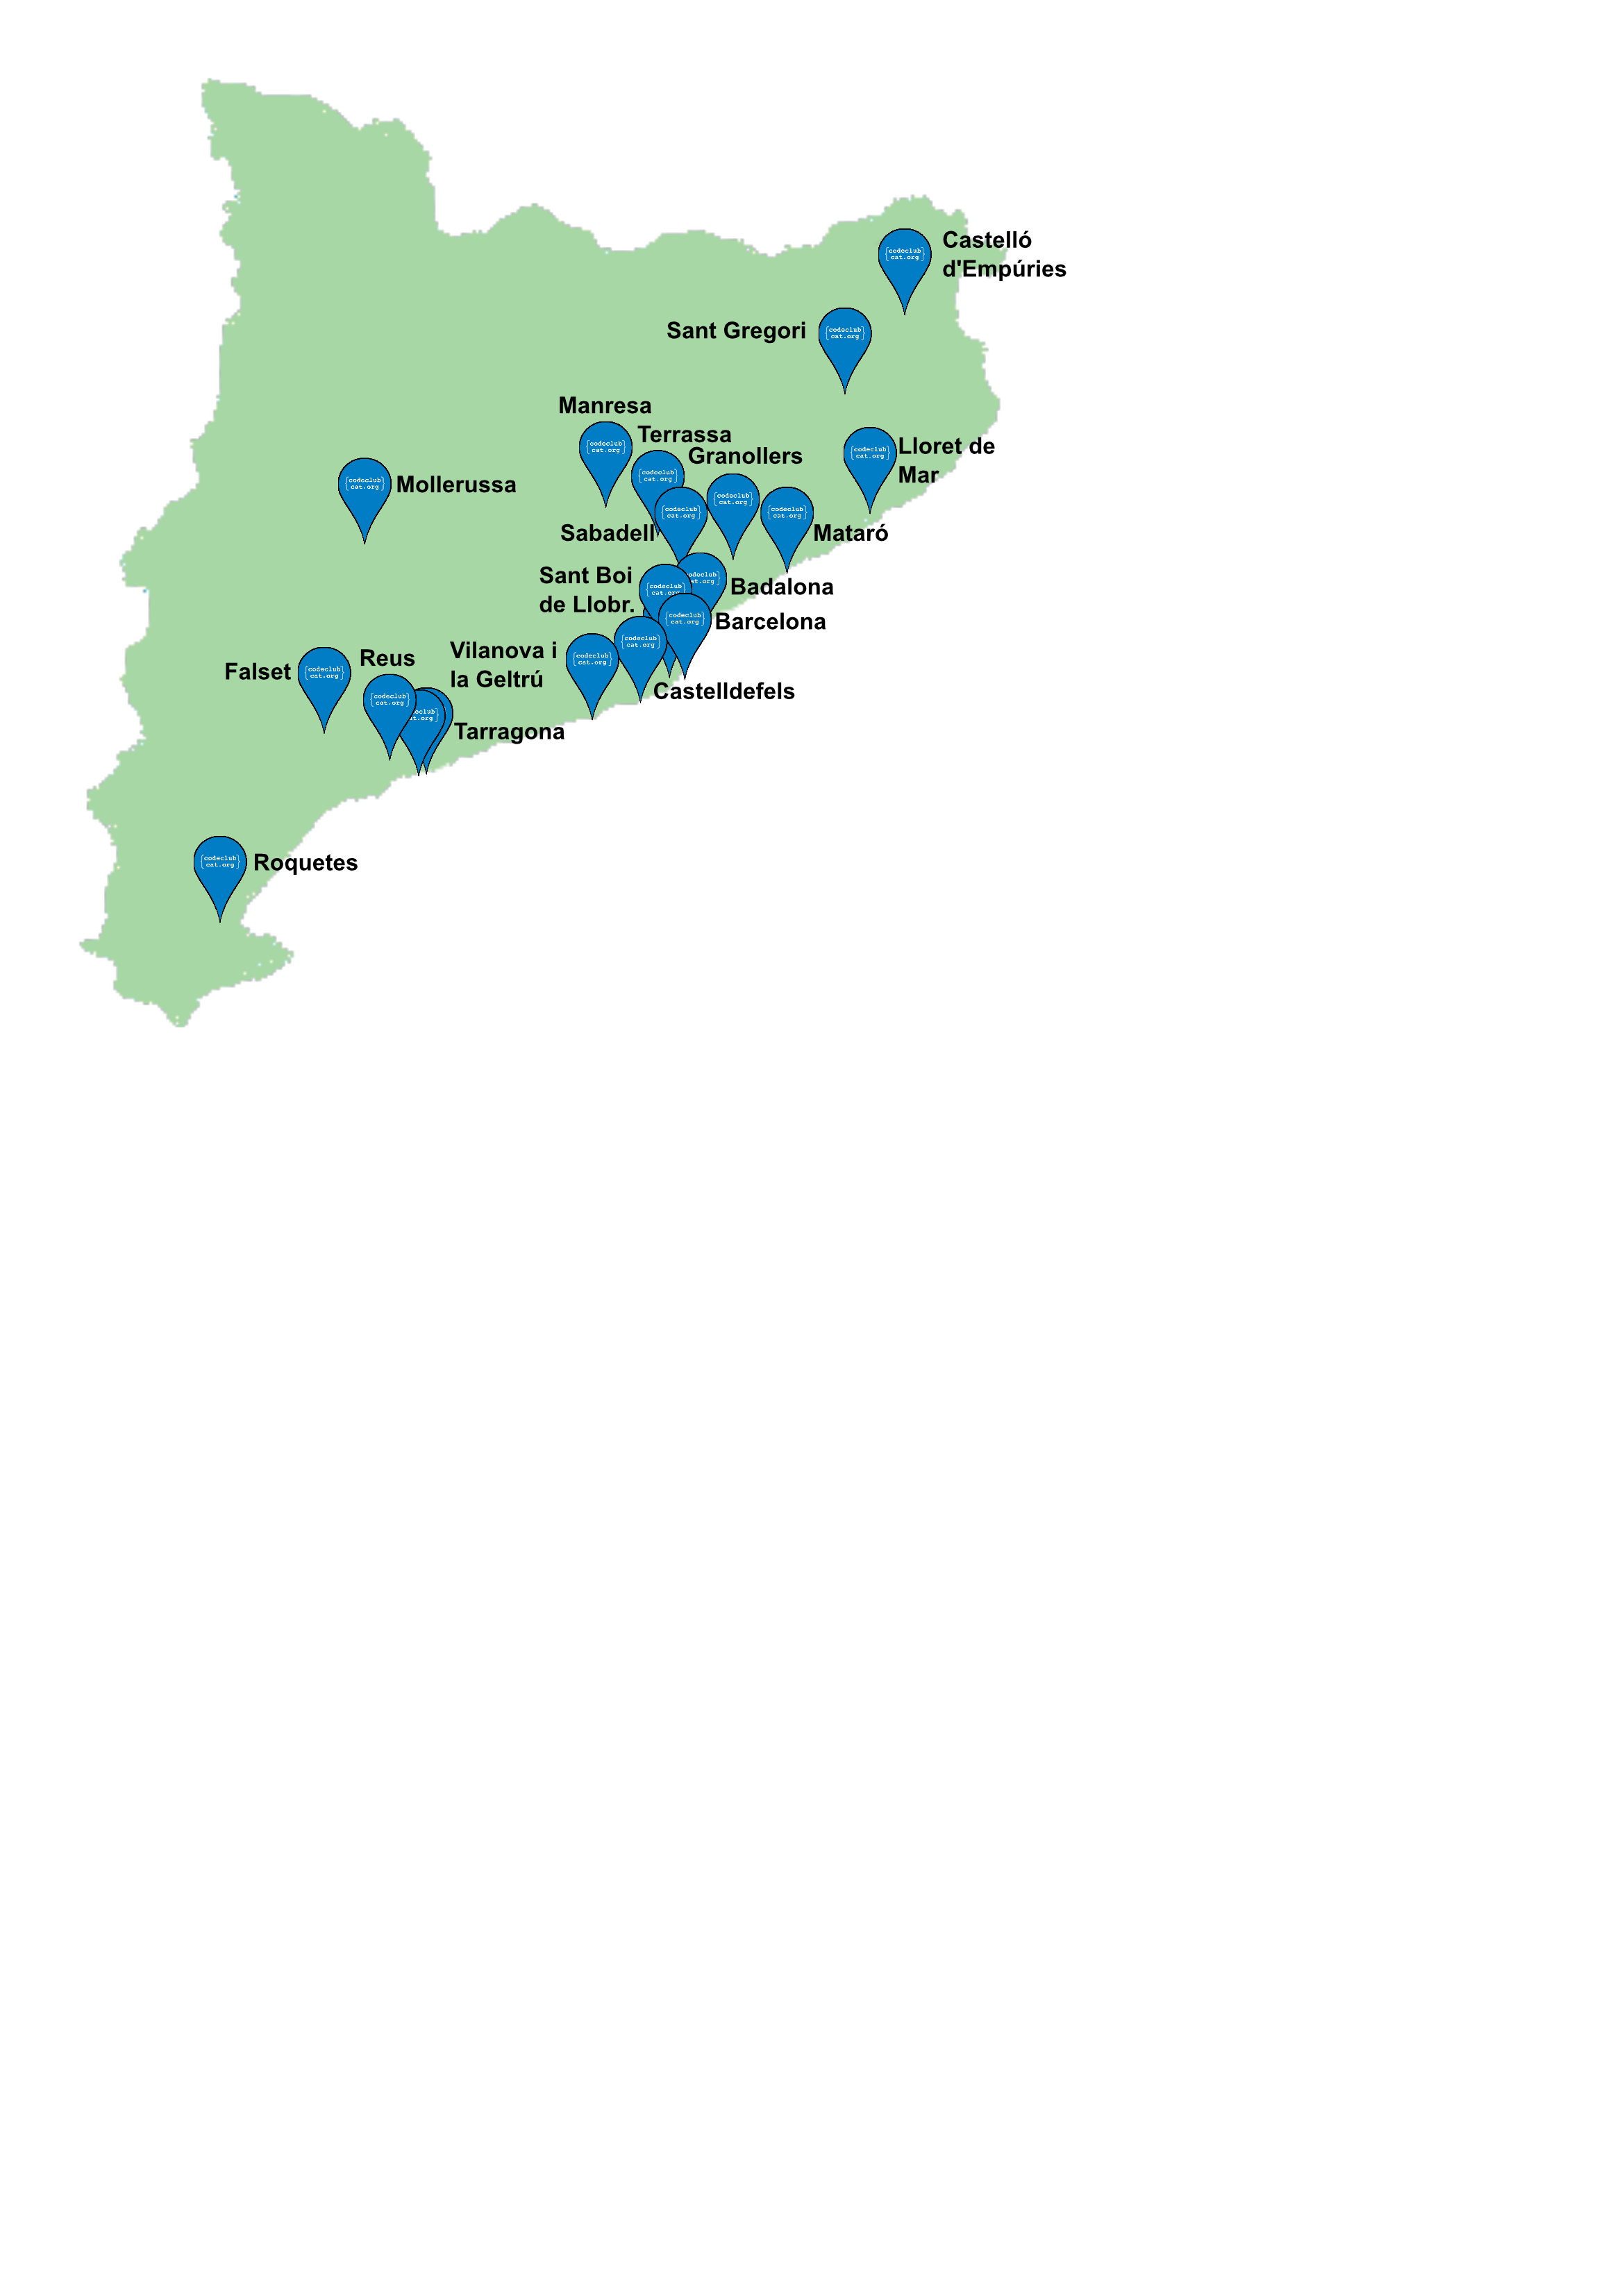 Castelló
d'Empúries
{codeclub
cat.org}
Sant Gregori
{codeclub
cat.org}
Manresa
{codeclub
cat.org}
Terrassa
{codeclub
cat.org}
Granollers
{codeclub
cat.org}
Lloret de
Mar
{codeclub
cat.org}
Mollerussa
{codeclub
cat.org}
Sabadell
{codeclub
cat.org}
Mataró
{codeclub
cat.org}
Sant Boi
de Llobr.
{codeclub
cat.org}
Badalona
codeclub
cat.org}
Barcelona
{codeclub
cat.org}
Vilanova i
la Geltrú
{codeclub
cat.org}
Castelldefels
{codeclub
cat.org}
Falset
{codeclub
cat.org}
Reus
{codeclub
cat.org}
Tarragona
codeclub
cat.org}
Roquetes
{codeclub
cat.org}